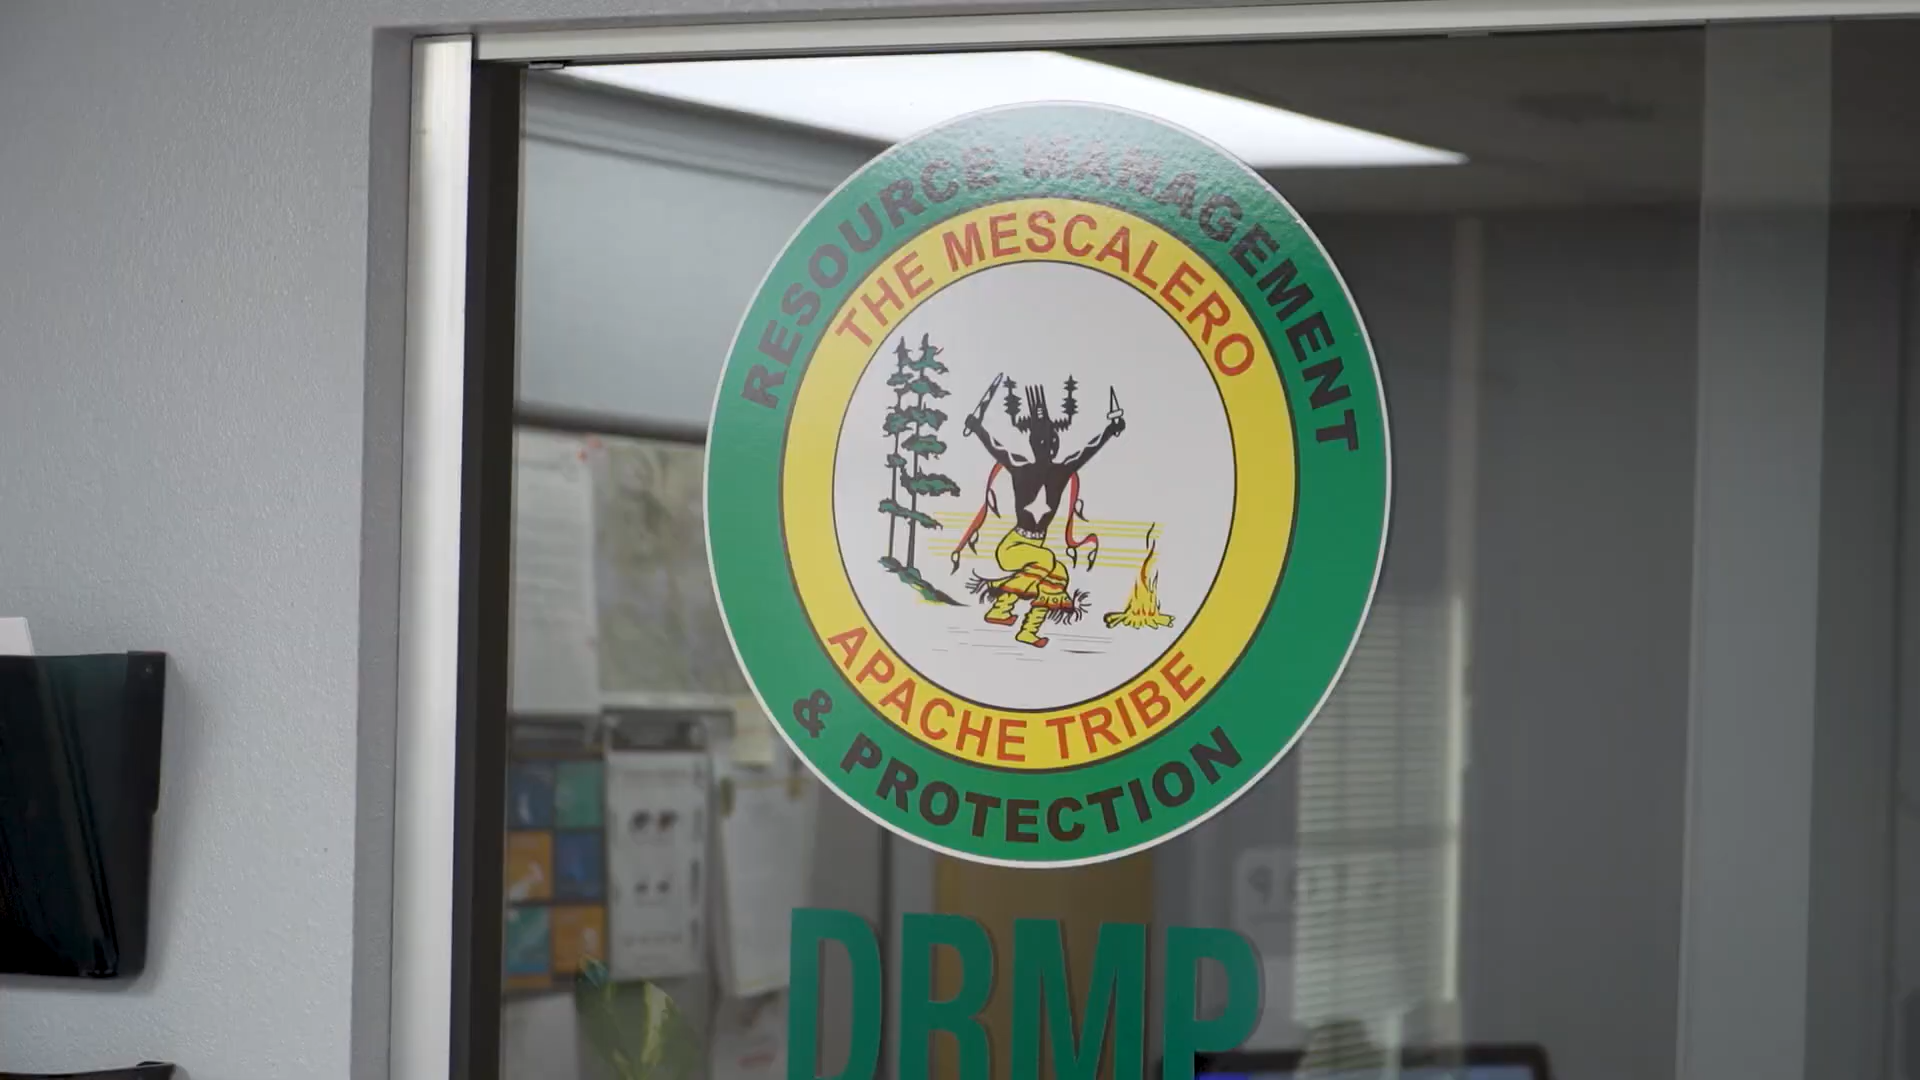 RESOURCE MANAGEMENT
THE MESCALERO
APACHE TRIBE
& PROTECTION
DRMP